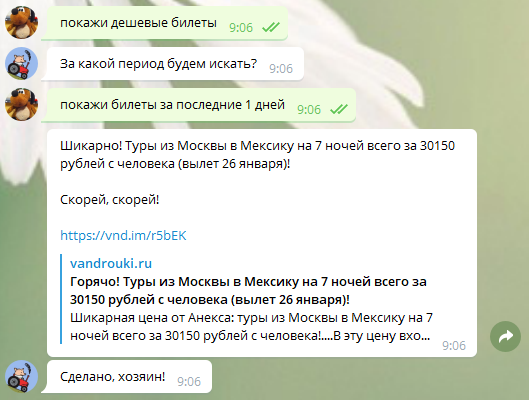 покажи дешевые билеты
9:06
За какой период будем искать?
9:06
покажи билеты за последние 1 дней
9:06
Шикарно! Туры из Москвы в Мексику на 7 ночей всего за 30150
рублей с человека (вылет 26 января)!
Скорей, скорей!
https://vnd.im/r5bEK
vandrouki.ru
Горячо! Туры из Москвы в Мексику на 7 ночей всего за
30150 рублей с человека (вылет 26 января)!
Шикарная цена от Анекса: туры из Москвы в Мексику на 7
ночей всего за 30150 рублей с человека!....В эту цену вхо...
9:06
Сделано, хозяин!
9:06